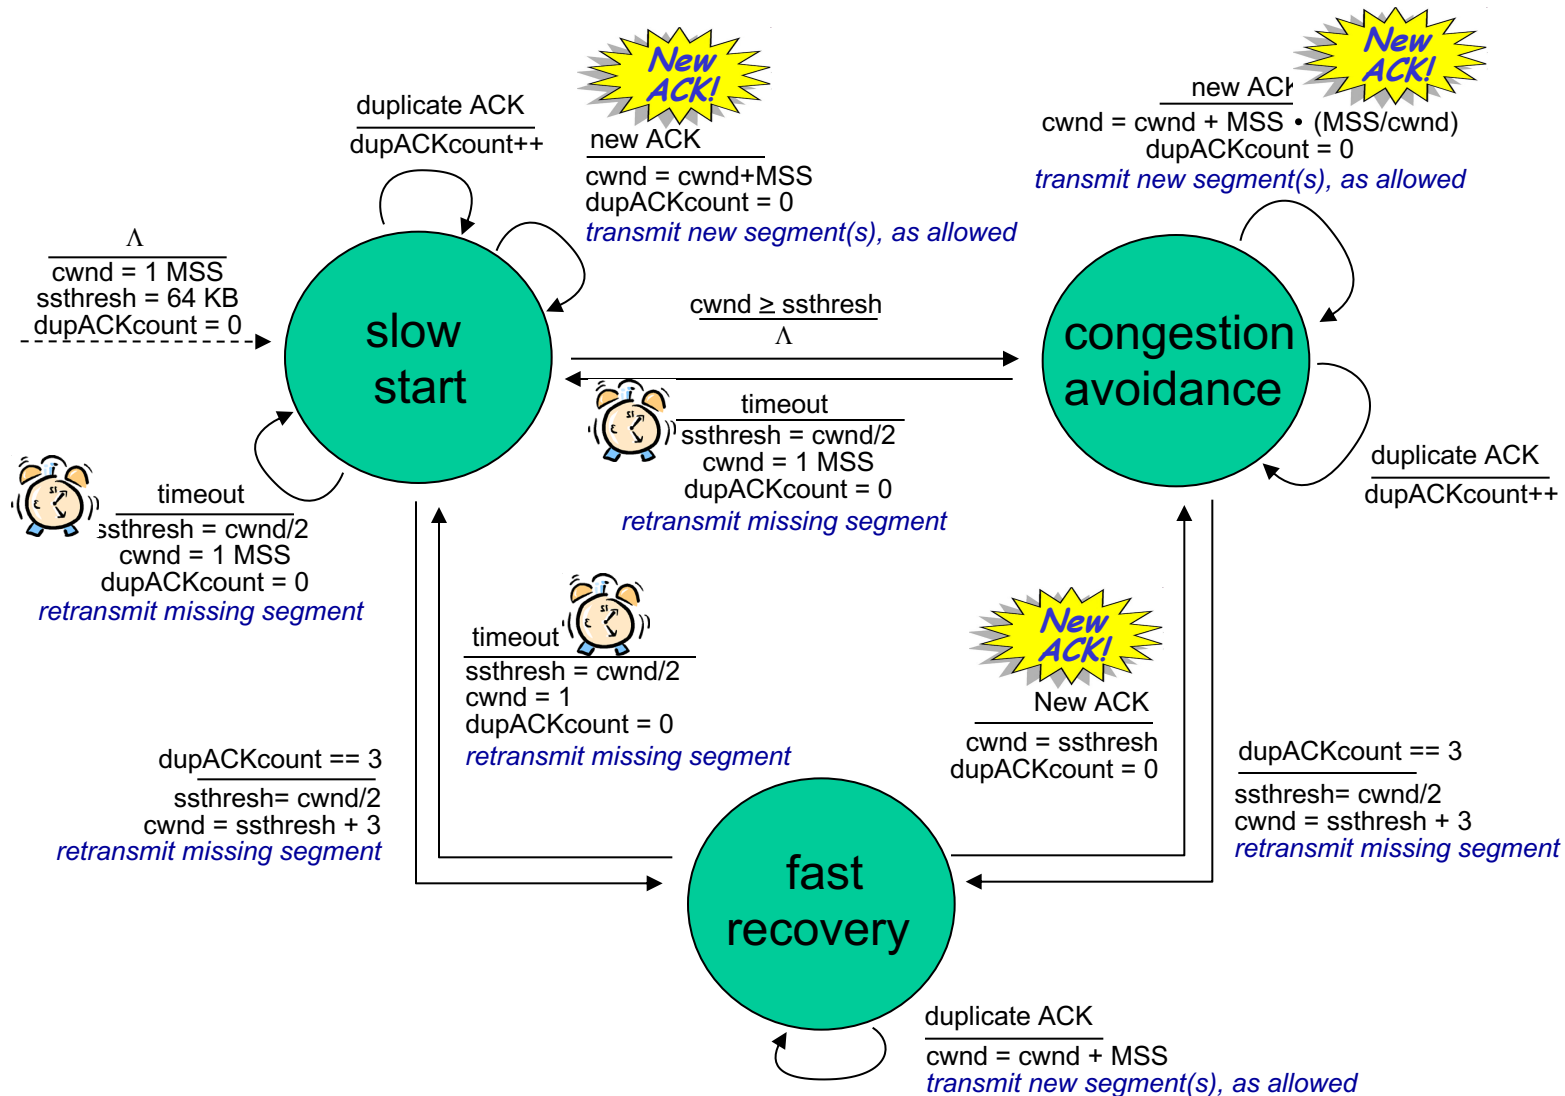 New
ACK!
duplicate ACK
dupACKcount++
new ACK
cwnd = cwnd+MSS
dupACKcount = 0
transmit new segment(s), as allowed
New
ACK!
new ACK
cwnd = cwnd + MSS • (MSS/cwnd)
dupACKcount = 0
transmit new segment(s), as allowed
Λ
cwnd = 1 MSS
ssthresh = 64 KB
dupACKcount = 0
slow
start
cwnd ≥ ssthresh
Λ
congestion
avoidance
timeout
ssthresh = cwnd/2
cwnd = 1 MSS
dupACKcount = 0
retransmit missing segment
duplicate ACK
dupACKcount++
timeout
ssthresh = cwnd/2
cwnd = 1 MSS
dupACKcount = 0
retransmit missing segment
timeout
ssthresh = cwnd/2
cwnd = 1
dupACKcount = 0
retransmit missing segment
New
ACK!
New ACK
cwnd = ssthresh
dupACKcount = 0
dupACKcount == 3
ssthresh= cwnd/2
cwnd = ssthresh + 3
retransmit missing segment
dupACKcount == 3
ssthresh= cwnd/2
cwnd = ssthresh + 3
retransmit missing segment
fast
recovery
duplicate ACK
cwnd = cwnd + MSS
transmit new segment(s), as allowed